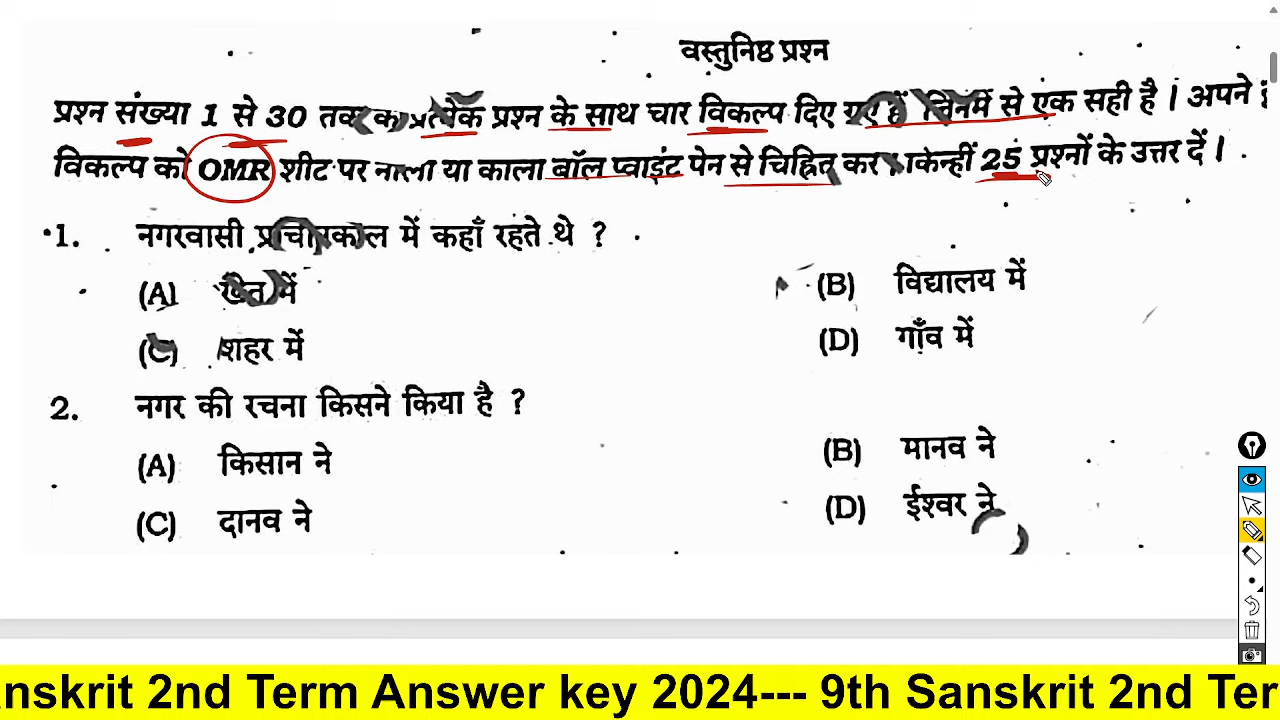 वस्तुनिष्ठ प्रश्न
प्रश्न संख्या 1 से 30 तक के प्रत्येक प्रश्न के साथ चार विकल्प दिए गए हैं जिनमें से एक सही है । अपने
विकल्प को OMR शीट पर नीला या काला बॉल प्वाइंट पेन से चिह्नित करें। किन्हीं 25 प्रश्नों के उत्तर दें ।
1. नगरवासी प्राचीनकाल में कहाँ रहते थे ?
(A) खेत में (B) विद्यालय में
(C) शहर में (D) गाँव में
2. नगर की रचना किसने किया है ?
(A) किसान ने (B) मानव ने
(C) दानव ने (D) ईश्वर ने
nskrit 2nd Term Answer key 2024--- 9th Sanskrit 2nd Ter